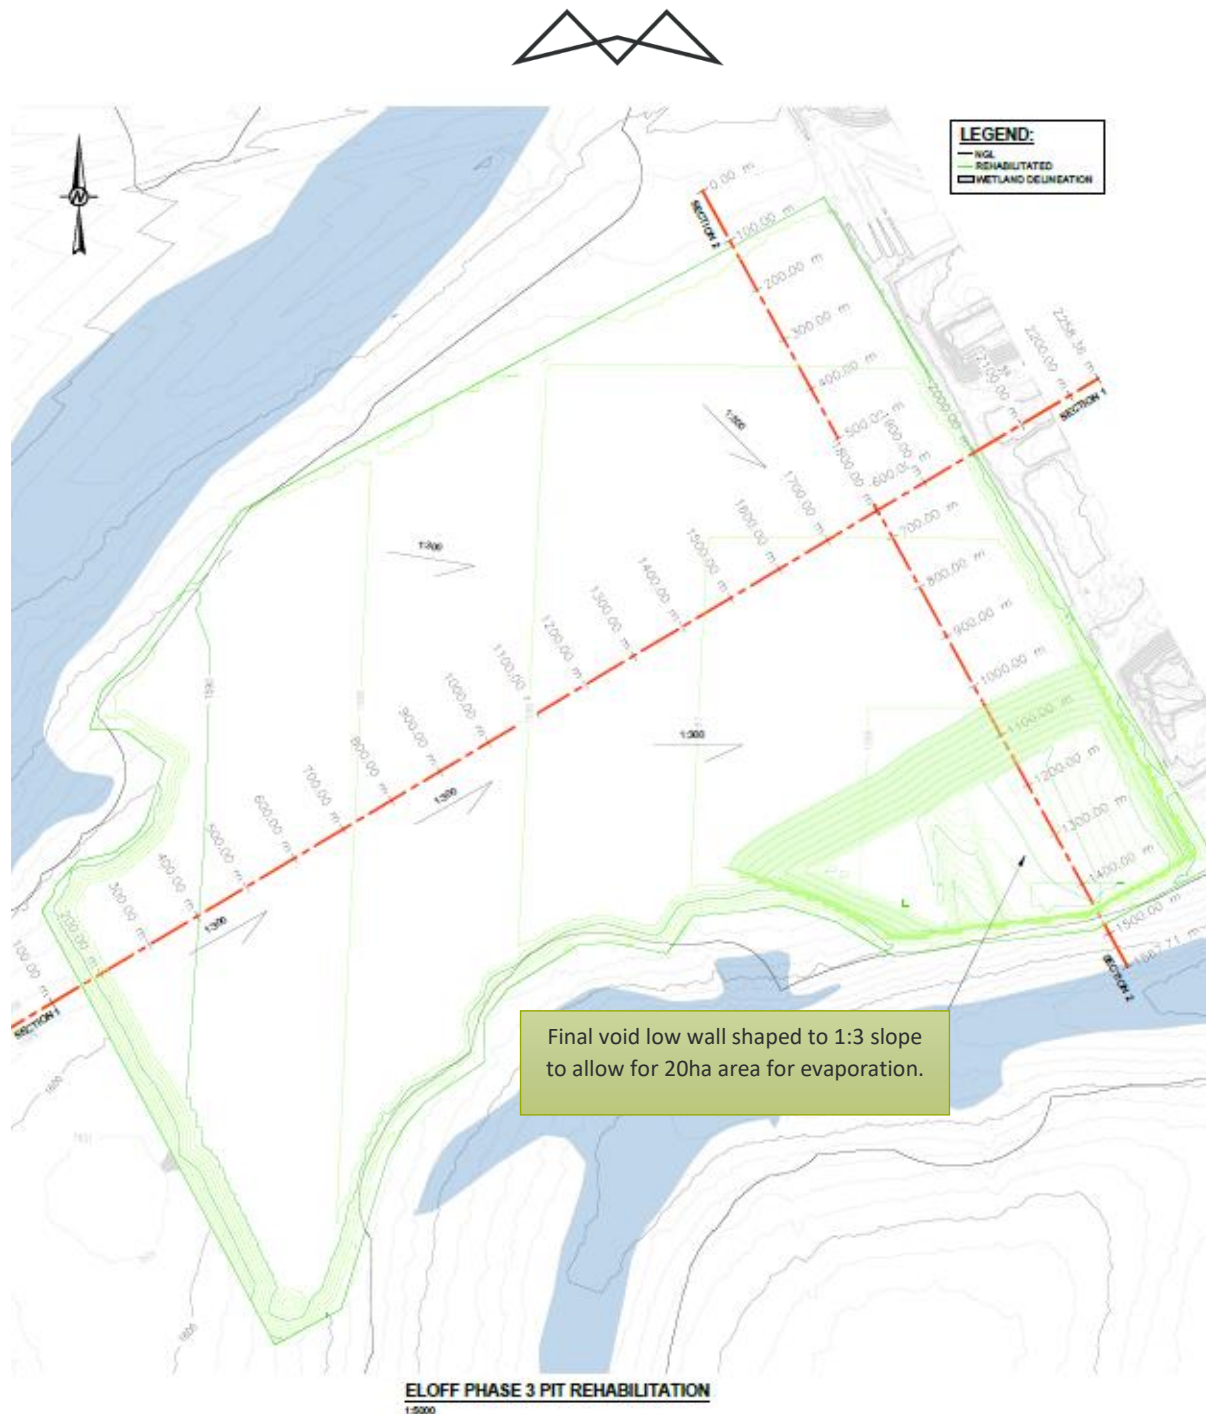 LEGEND:
NGL
REHABILITATED
WETLAND DELINEATION
N
SECTION 2
0.00 m
100.00 m
200.00 m
300.00 m
400.00 m
500.00 m
600.00
700.00 m
800.00 m
900.00 m
1000.00 m
1100.00 m
1200.00 m
1300.00 m
1400.00 m
1500.00 m
SECTION 2
2258.36 m
2200.00 m
2100.00 m
2000.00 m
1800.00 m
1700.00 m
1600.00 m
1500.00 m
1400.00 m
1300.00 m
1200.00 m
1100.00
1000.00 m
900.00 m
800.00 m
700.00 m
600.00 m
500.00 m
400.00 m
300.00 m
200.00 m
100.00 m
SECTION 1
SECTION 1
1:300
1:300
1:300
1:300
1600
1600
Final void low wall shaped to 1:3 slope
to allow for 20ha area for evaporation.
ELOFF PHASE 3 PIT REHABILITATION
1:5000